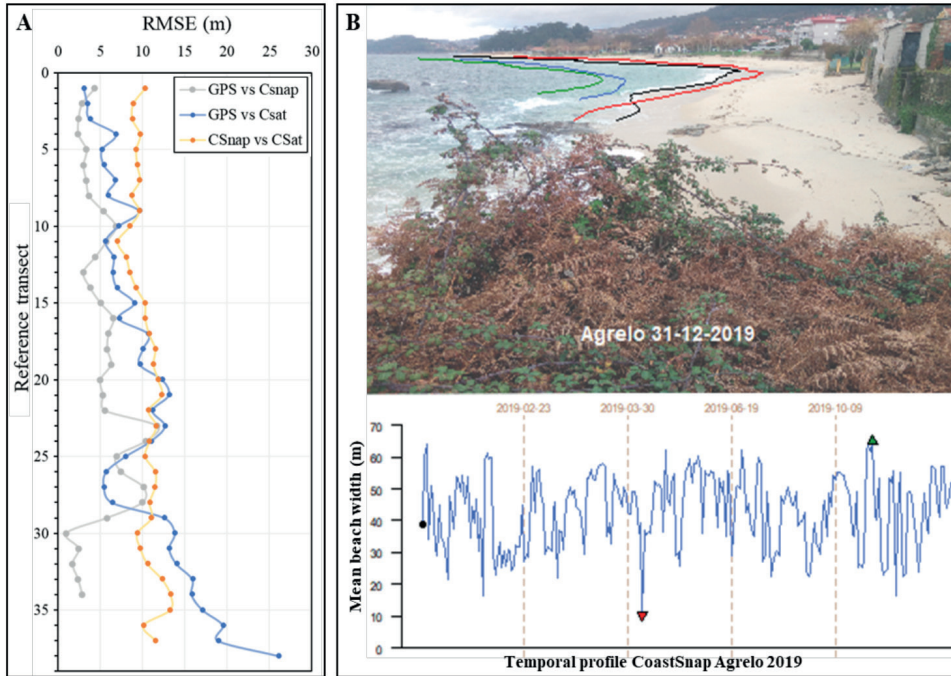 A
RMSE (m)
0 5 10 15 20 25 30
Reference transect
0
5
10
15
20
25
30
35
GPS vs Csnap
GPS vs Csat
CSnap vs CSat
B
Agrelo 31-12-2019
2019-02-23 2019-03-30 2019-06-19 2019-10-09
Mean beach width (m)
70
60
50
40
30
20
10
0
Temporal profile CoastSnap Agrelo 2019